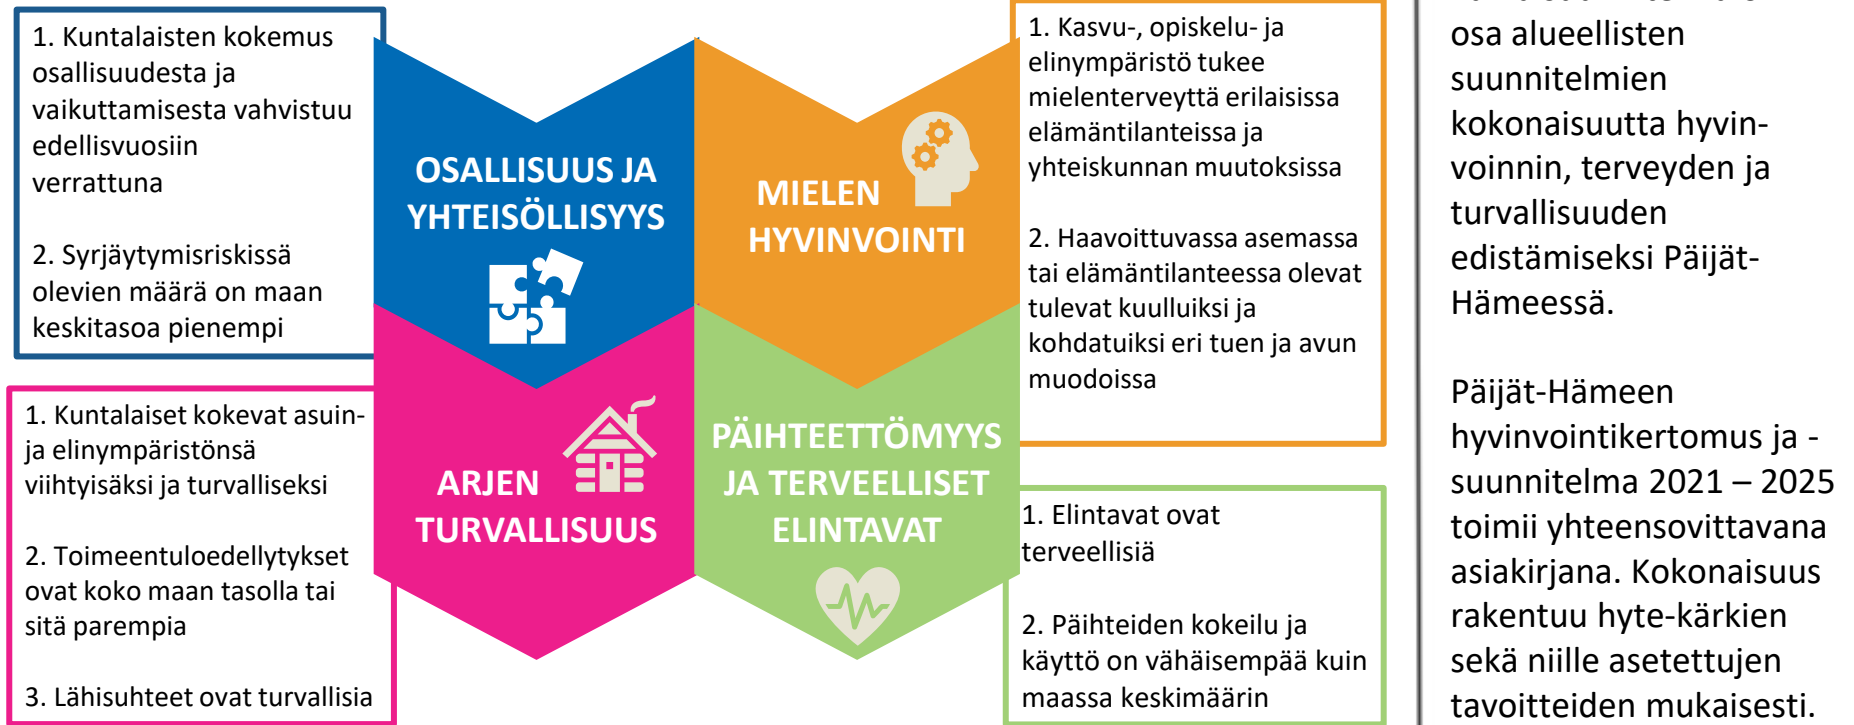 1. Kuntalaisten kokemus
osallisuudesta ja
vaikuttamisesta vahvistuu
edellisvuosiin
verrattuna
2. Syrjäytymisriskissä
olevien määrä on maan
keskitasoa pienempi
OSALLISUUS JA
YHTEISÖLLISYYS
MIELEN
HYVINVOINTI
1. Kasvu-, opiskelu- ja
elinympäristö tukee
mielenterveyttä erilaisissa
elämäntilanteissa ja
yhteiskunnan muutoksissa
2. Haavoittuvassa asemassa
tai elämäntilanteessa olevat
tulevat kuulluiksi ja
kohdatuiksi eri tuen ja avun
muodoissa
1. Kuntalaiset kokevat asuin-
ja elinympäristönsä
viihtyisäksi ja turvalliseksi
2. Toimeentuloedellytykset
ovat koko maan tasolla tai
sitä parempia
3. Lähisuhteet ovat turvallisia
ARJEN
TURVALLISUUS
PÄIHTEETTÖMYYS
JA TERVEELLISET
ELINTAVAT
1. Elintavat ovat
terveellisiä
2. Päihteiden kokeilu ja
käyttö on vähäisempää kuin
maassa keskimäärin
osa alueellisten
suunnitelmien
kokonaisuutta hyvin-
voinnin, terveyden ja
turvallisuuden
edistämiseksi Päijät-
Hämeessä.
Päijät-Hämeen
hyvinvointikertomus ja -
suunnitelma 2021 – 2025
toimii yhteensovittavana
asiakirjana. Kokonaisuus
rakentuu hyte-kärkien
sekä niille asetettujen
tavoitteiden mukaisesti.